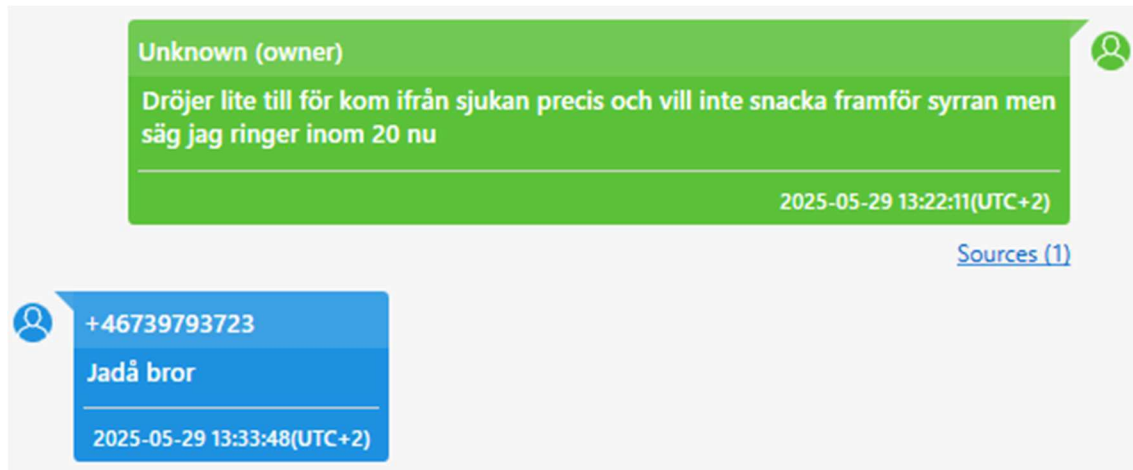 Unknown (owner)
Dröjer lite till för kom ifrån sjukan precis och vill inte snacka framför syrran men
säg jag ringer inom 20 nu
2025-05-29 13:22:11(UTC+2)
Sources (1)
+46739793723
Jadå bror
2025-05-29 13:33:48(UTC+2)